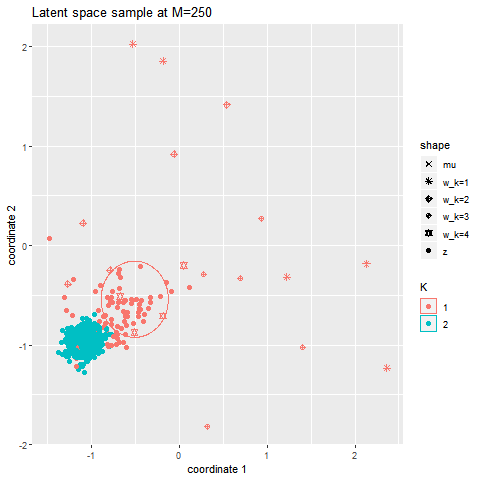 Latent space sample at M=250
coordinate 2
2
1
0
-1
-2
-1
0
1
2
coordinate 1
shape
mu
w_k=1
w_k=2
w_k=3
w_k=4
z
K
1
2